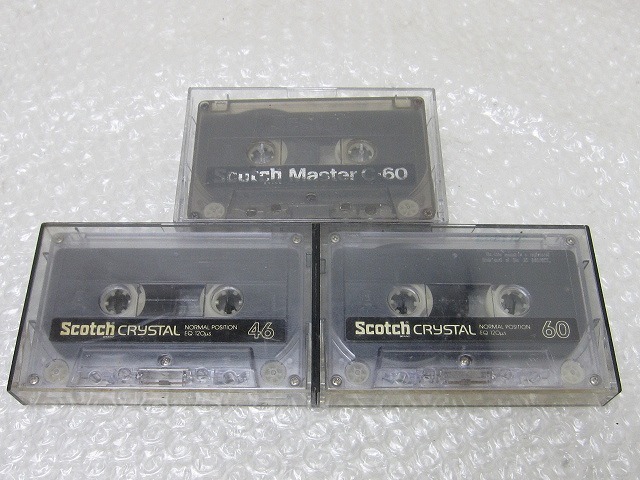 Scotch Master C-60
Scotch CRYSTAL NORMAL POSITION
EQ. 120µs 46
Scotch CRYSTAL NORMAL POSITION
EQ. 120µs 60